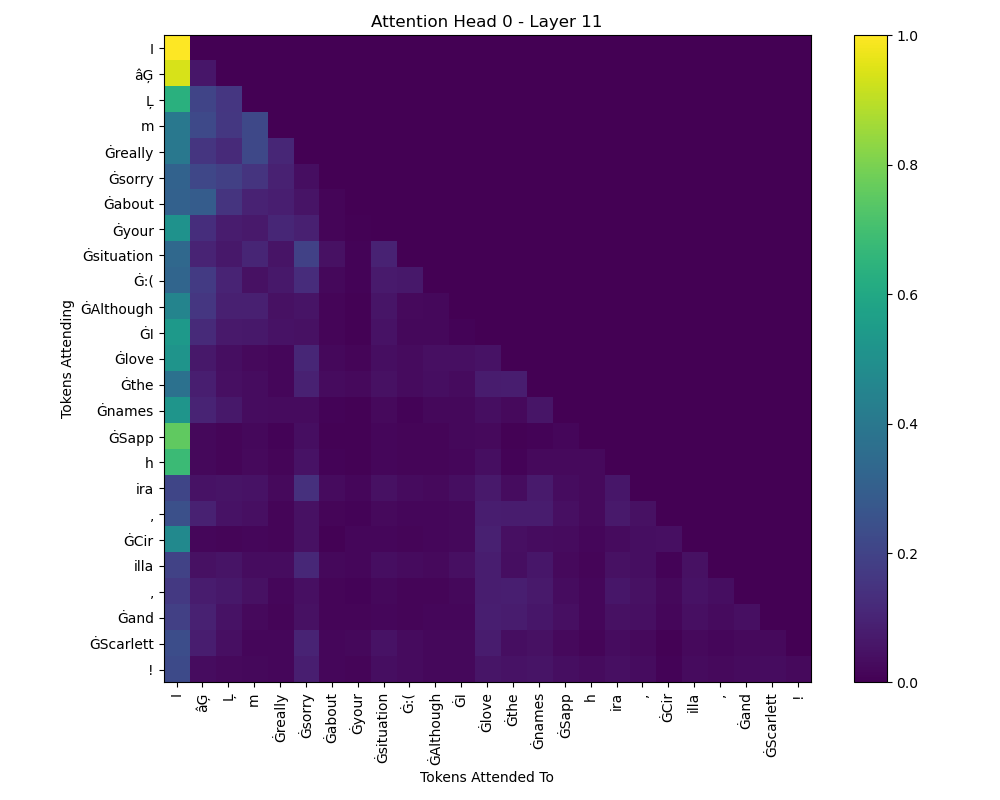 Attention Head 0 - Layer 11
Tokens Attending
I
âĢ
Ļ
m
Ġreally
Ġsorry
Ġabout
Ġyour
Ġsituation
Ġ:(
ĠAlthough
ĠI
Ġlove
Ġthe
Ġnames
ĠSapp
h
ira
,
ĠCir
illa
,
Ġand
ĠScarlett
!
I
âĢ
Ļ
m
Ġreally
Ġsorry
Ġabout
Ġyour
Ġsituation
Ġ:(
ĠAlthough
ĠI
Ġlove
Ġthe
Ġnames
ĠSapp
h
ira
,
ĠCir
illa
,
Ġand
ĠScarlett
!
Tokens Attended To
1.0
0.8
0.6
0.4
0.2
0.0